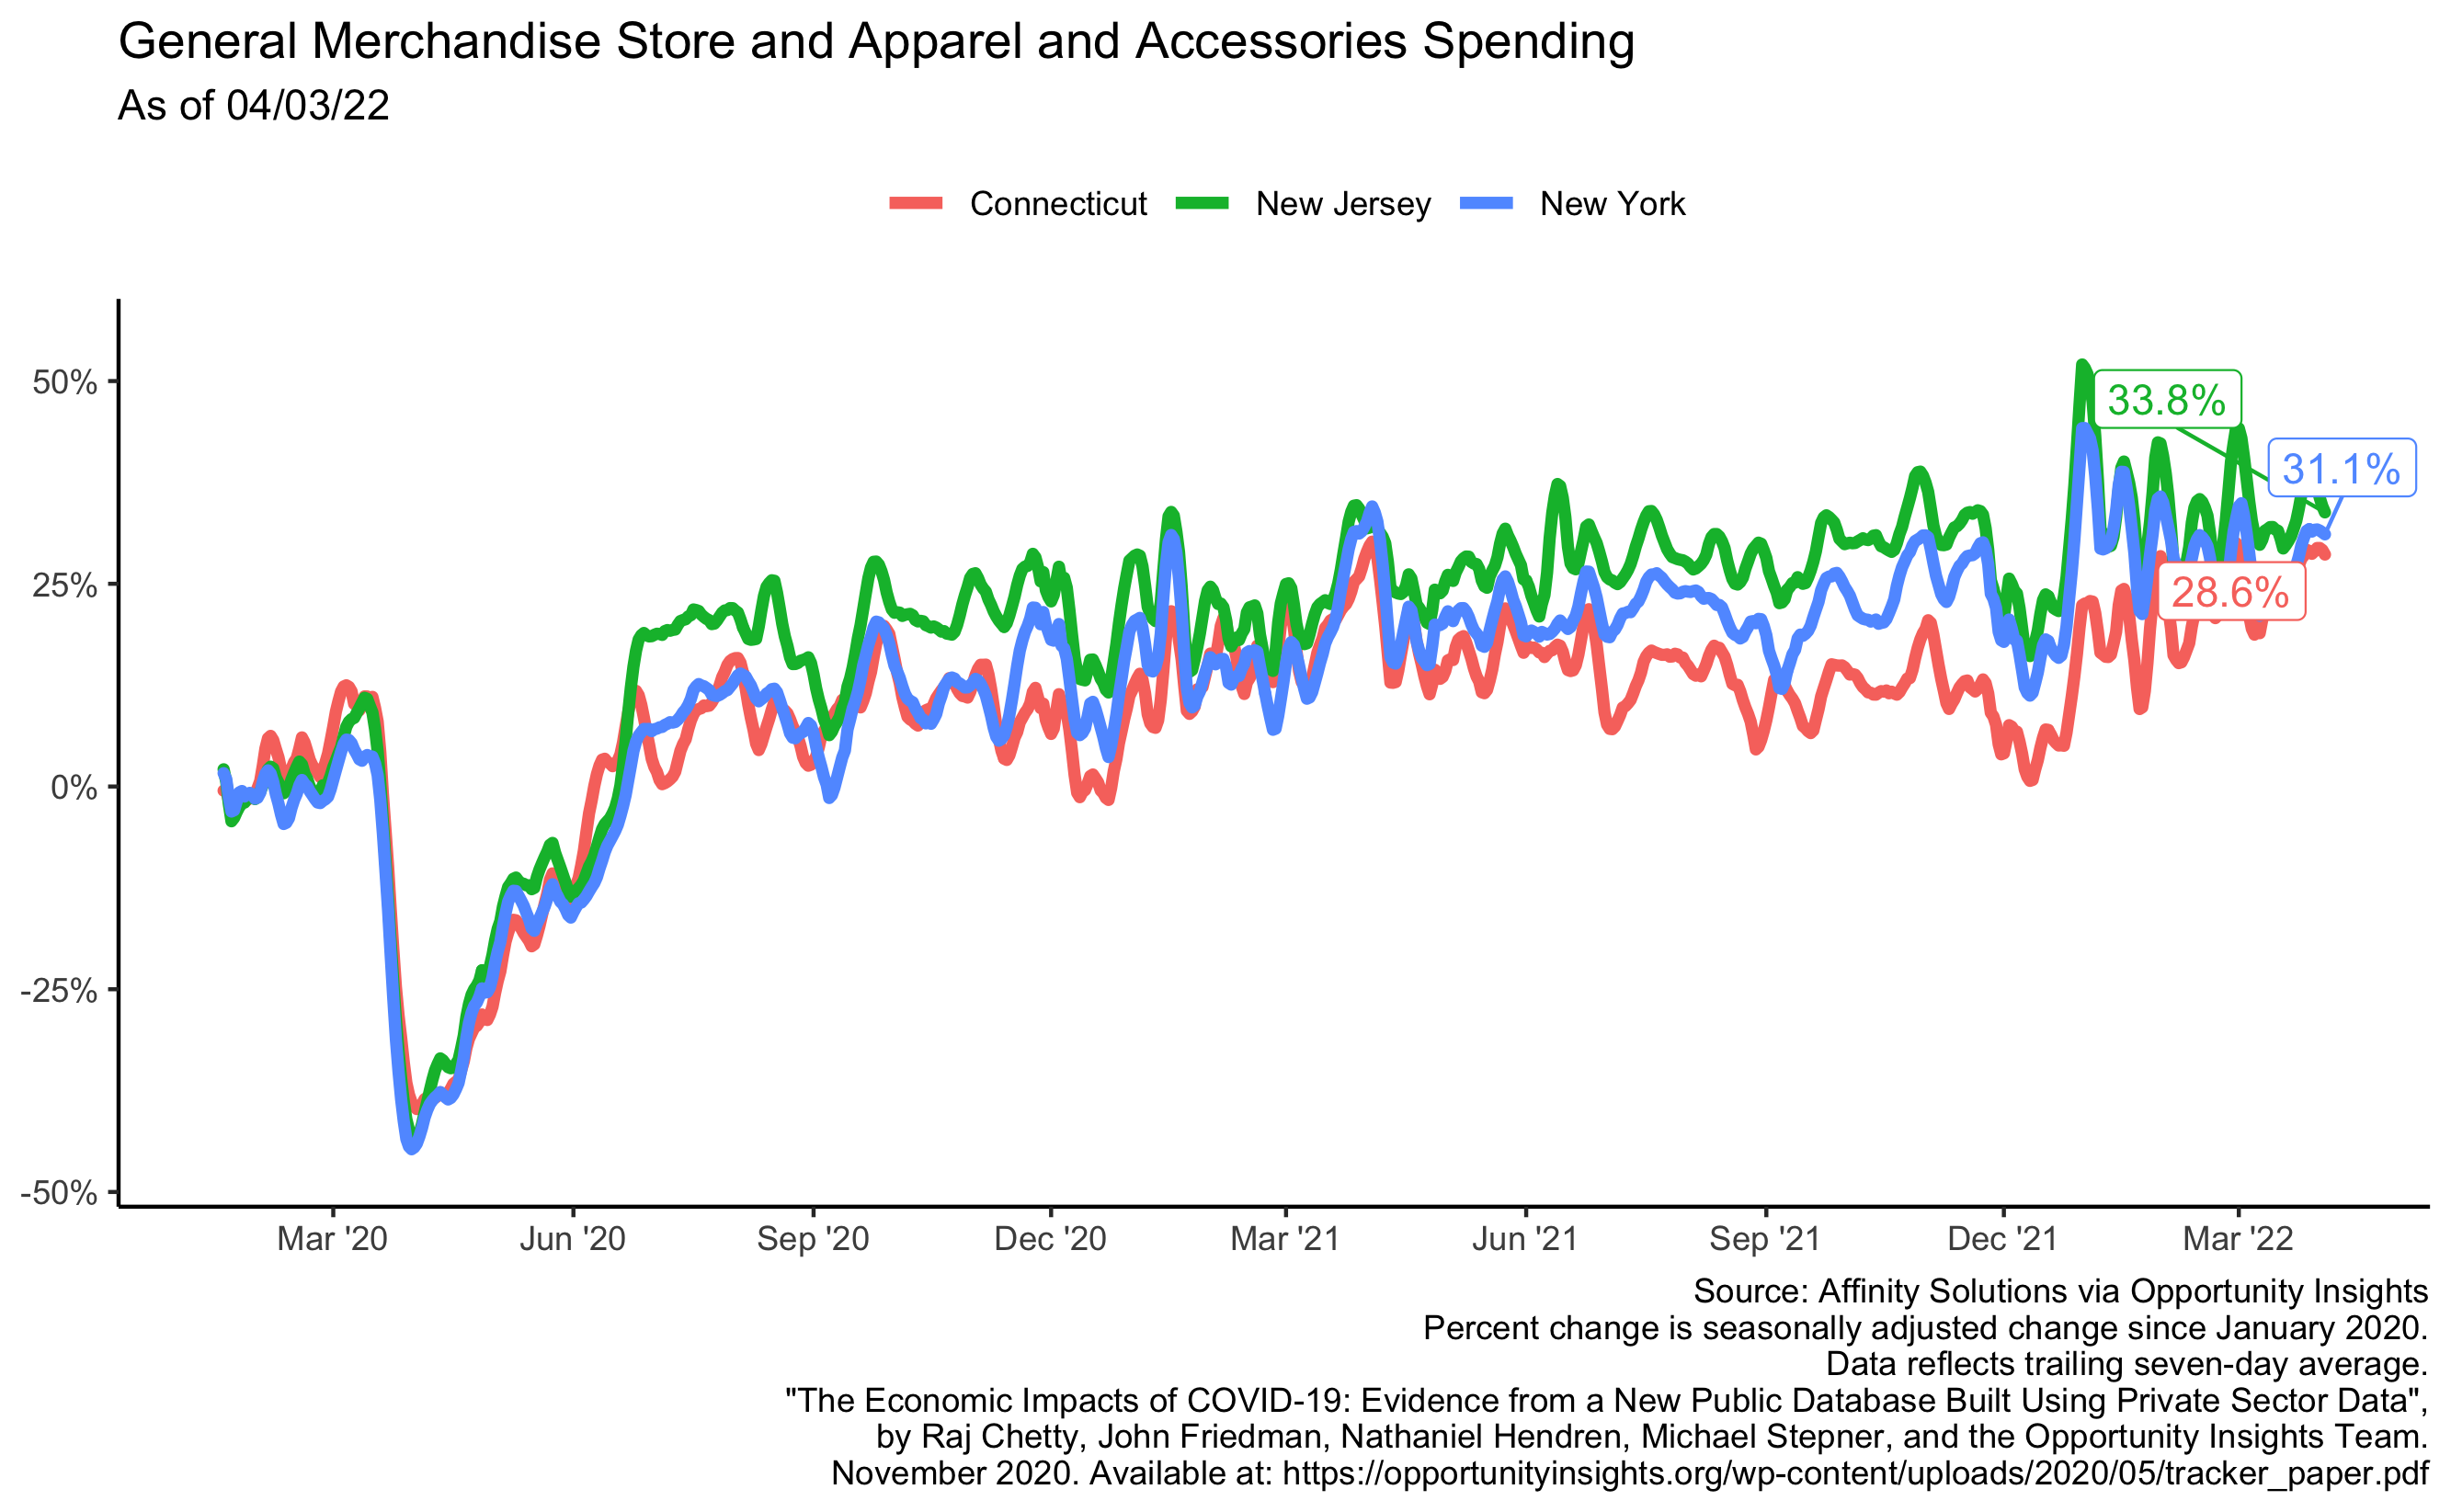 General Merchandise Store and Apparel and Accessories Spending
As of 04/03/22
Connecticut New Jersey New York
50%
25%
0%
-25%
-50%
33.8%
31.1%
28.6%
Mar '20 Jun '20 Sep '20 Dec '20 Mar '21 Jun '21 Sep '21 Dec '21 Mar '22
Source: Affinity Solutions via Opportunity Insights
Percent change is seasonally adjusted change since January 2020.
Data reflects trailing seven-day average.
"The Economic Impacts of COVID-19: Evidence from a New Public Database Built Using Private Sector Data",
by Raj Chetty, John Friedman, Nathaniel Hendren, Michael Stepner, and the Opportunity Insights Team.
November 2020. Available at: https://opportunityinsights.org/wp-content/uploads/2020/05/tracker_paper.pdf